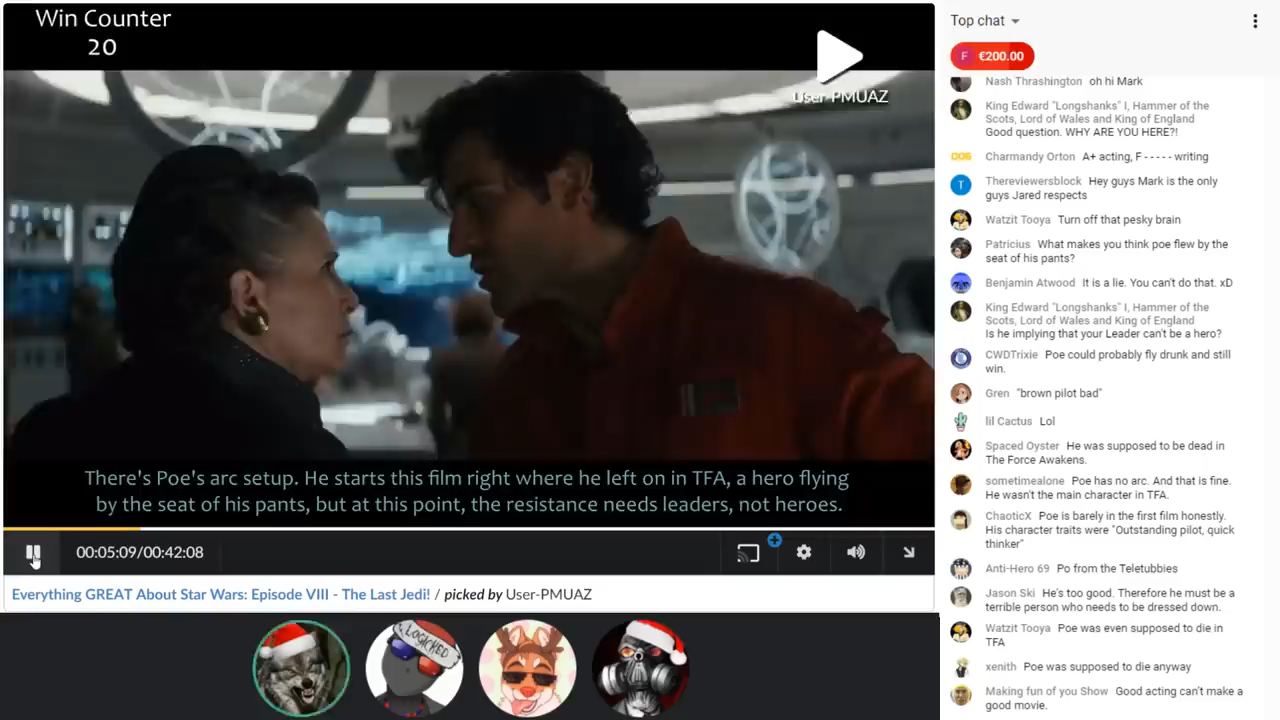 Win Counter
20
User-PMUAZ
There's Poe's arc setup. He starts this film right where he left on in TFA, a hero flying
by the seat of his pants, but at this point, the resistance needs leaders, not heroes.
00:05:09/00:42:08
Everything GREAT About Star Wars: Episode VIII - The Last Jedi! / picked by User-PMUAZ
LOGICKED
Top chat
F €200.00
Nash Thrashington oh hi Mark
King Edward "Longshanks" I, Hammer of the
Scots, Lord of Wales and King of England
Good question. WHY ARE YOU HERE?!
Charmandy Orton A+ acting, F - - - - - writing
T
Thereviewersblock Hey guys Mark is the only
guys Jared respects
Watzit Tooya Turn off that pesky brain
Patricius What makes you think poe flew by the
seat of his pants?
Benjamin Atwood It is a lie. You can't do that. xD
King Edward "Longshanks" I, Hammer of the
Scots, Lord of Wales and King of England
Is he implying that your Leader can't be a hero?
CWDTrixie Poe could probably fly drunk and still
win.
Gren "brown pilot bad"
lil Cactus Lol
Spaced Oyster He was supposed to be dead in
The Force Awakens.
sometimealone Poe has no arc. And that is fine.
He wasn't the main character in TFA.
ChaoticX Poe is barely in the first film honestly.
His character traits were "Outstanding pilot, quick
thinker"
Anti-Hero 69 Po from the Teletubbies
Jason Ski He's too good. Therefore he must be a
terrible person who needs to be dressed down.
Watzit Tooya Poe was even supposed to die in
TFA
xenith Poe was supposed to die anyway
Making fun of you Show Good acting can't make a
good movie.